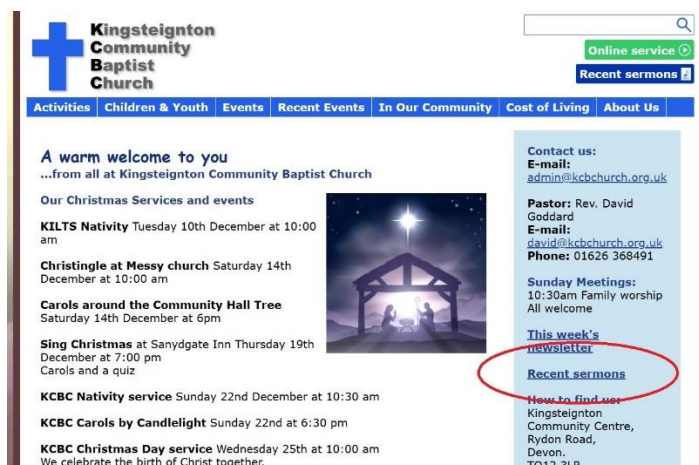 Kingsteignton
Community
Baptist
Church
Online service
Recent sermons
Activities Children & Youth Events Recent Events In Our Community Cost of Living About Us
A warm welcome to you
...from all at Kingsteignton Community Baptist Church
Our Christmas Services and events
KILTS Nativity Tuesday 10th December at 10:00
am
Christingle at Messy church Saturday 14th
December at 10:00 am
Carols around the Community Hall Tree
Saturday 14th December at 6pm
Sing Christmas at Sanydgate Inn Thursday 19th
December at 7:00 pm
Carols and a quiz
KCBC Nativity service Sunday 22nd December at 10:30 am
KCBC Carols by Candlelight Sunday 22nd at 6:30 pm
KCBC Christmas Day service Wednesday 25th at 10:00 am
We celebrate the birth of Christ together.
Contact us:
E-mail:
admin@kcbchurch.org.uk
Pastor: Rev. David
Goddard
E-mail:
david@kcbchurch.org.uk
Phone: 01626 368491
Sunday Meetings:
10:30am Family worship
All welcome
This week's
newsletter
Recent sermons
How to find us:
Kingsteignton
Community Centre,
Rydon Road,
Devon.
TQ12 3LP